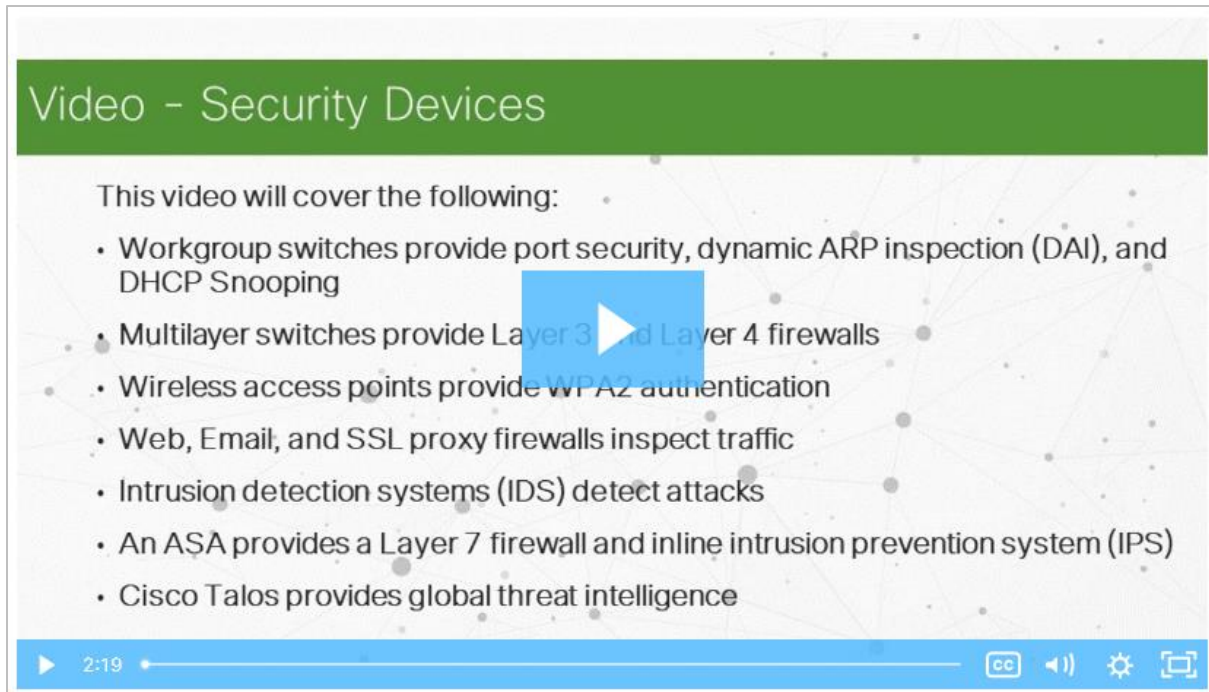 Video - Security Devices
This video will cover the following:
• Workgroup switches provide port security, dynamic ARP inspection (DAI), and
DHCP Snooping
• Multilayer switches provide Layer 3 and Layer 4 firewalls
• Wireless access points provide WPA2 authentication
• Web, Email, and SSL proxy firewalls inspect traffic
• Intrusion detection systems (IDS) detect attacks
• An ASA provides a Layer 7 firewall and inline intrusion prevention system (IPS)
• Cisco Talos provides global threat intelligence
2:19 CC